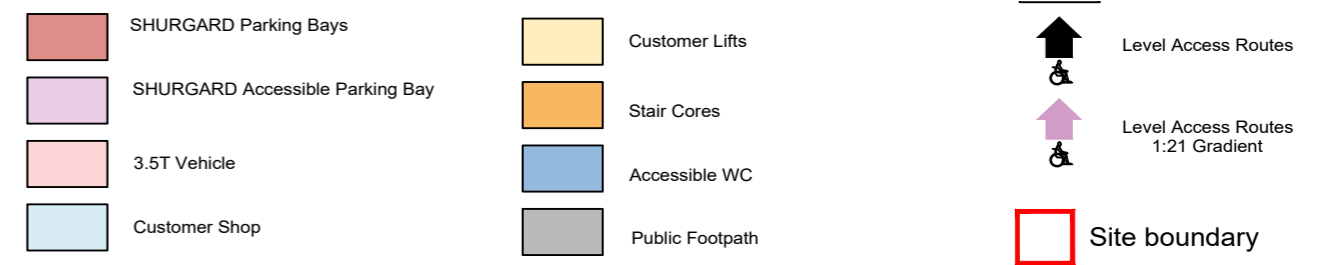 SHURGARD Parking Bays
SHURGARD Accessible Parking Bay
3.5T Vehicle
Customer Shop
Customer Lifts
Stair Cores
Accessible WC
Public Footpath
Level Access Routes
Level Access Routes
1:21 Gradient
Site boundary